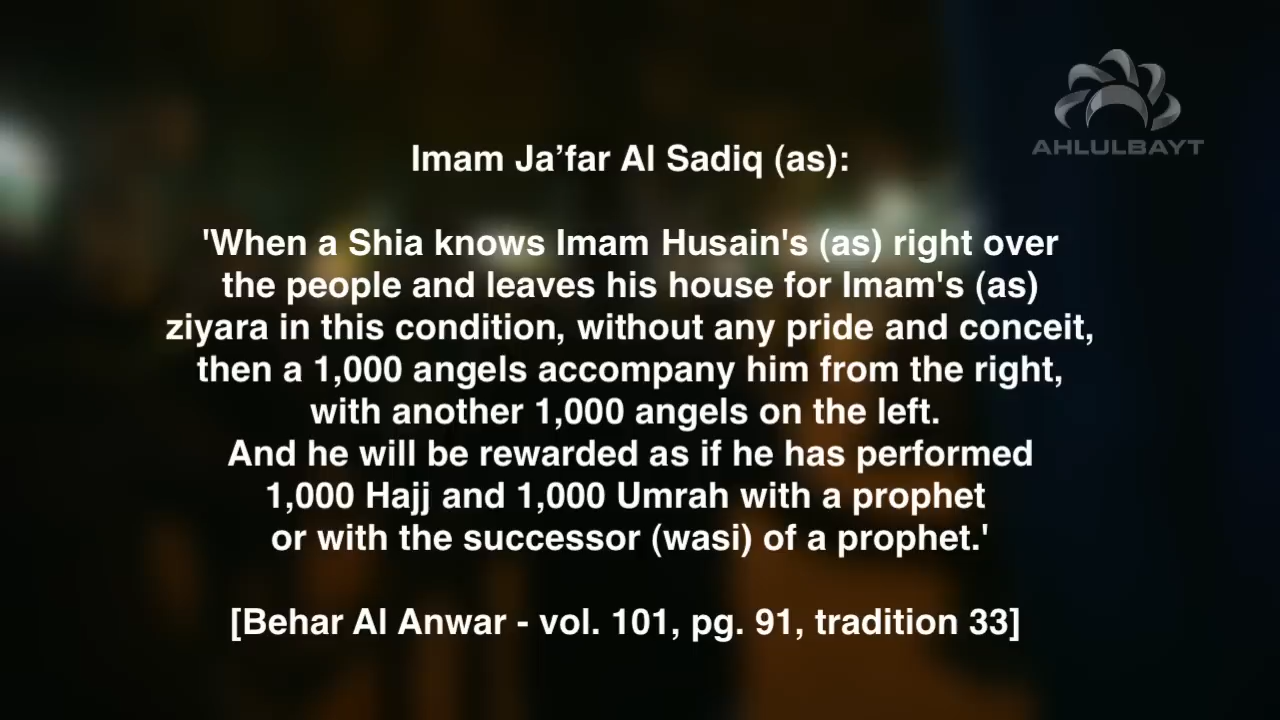 AHLULBAYT
Imam Ja’far Al Sadiq (as):
'When a Shia knows Imam Husain's (as) right over
the people and leaves his house for Imam's (as)
ziyara in this condition, without any pride and conceit,
then a 1,000 angels accompany him from the right,
with another 1,000 angels on the left.
And he will be rewarded as if he has performed
1,000 Hajj and 1,000 Umrah with a prophet
or with the successor (wasi) of a prophet.'
[Behar Al Anwar - vol. 101, pg. 91, tradition 33]